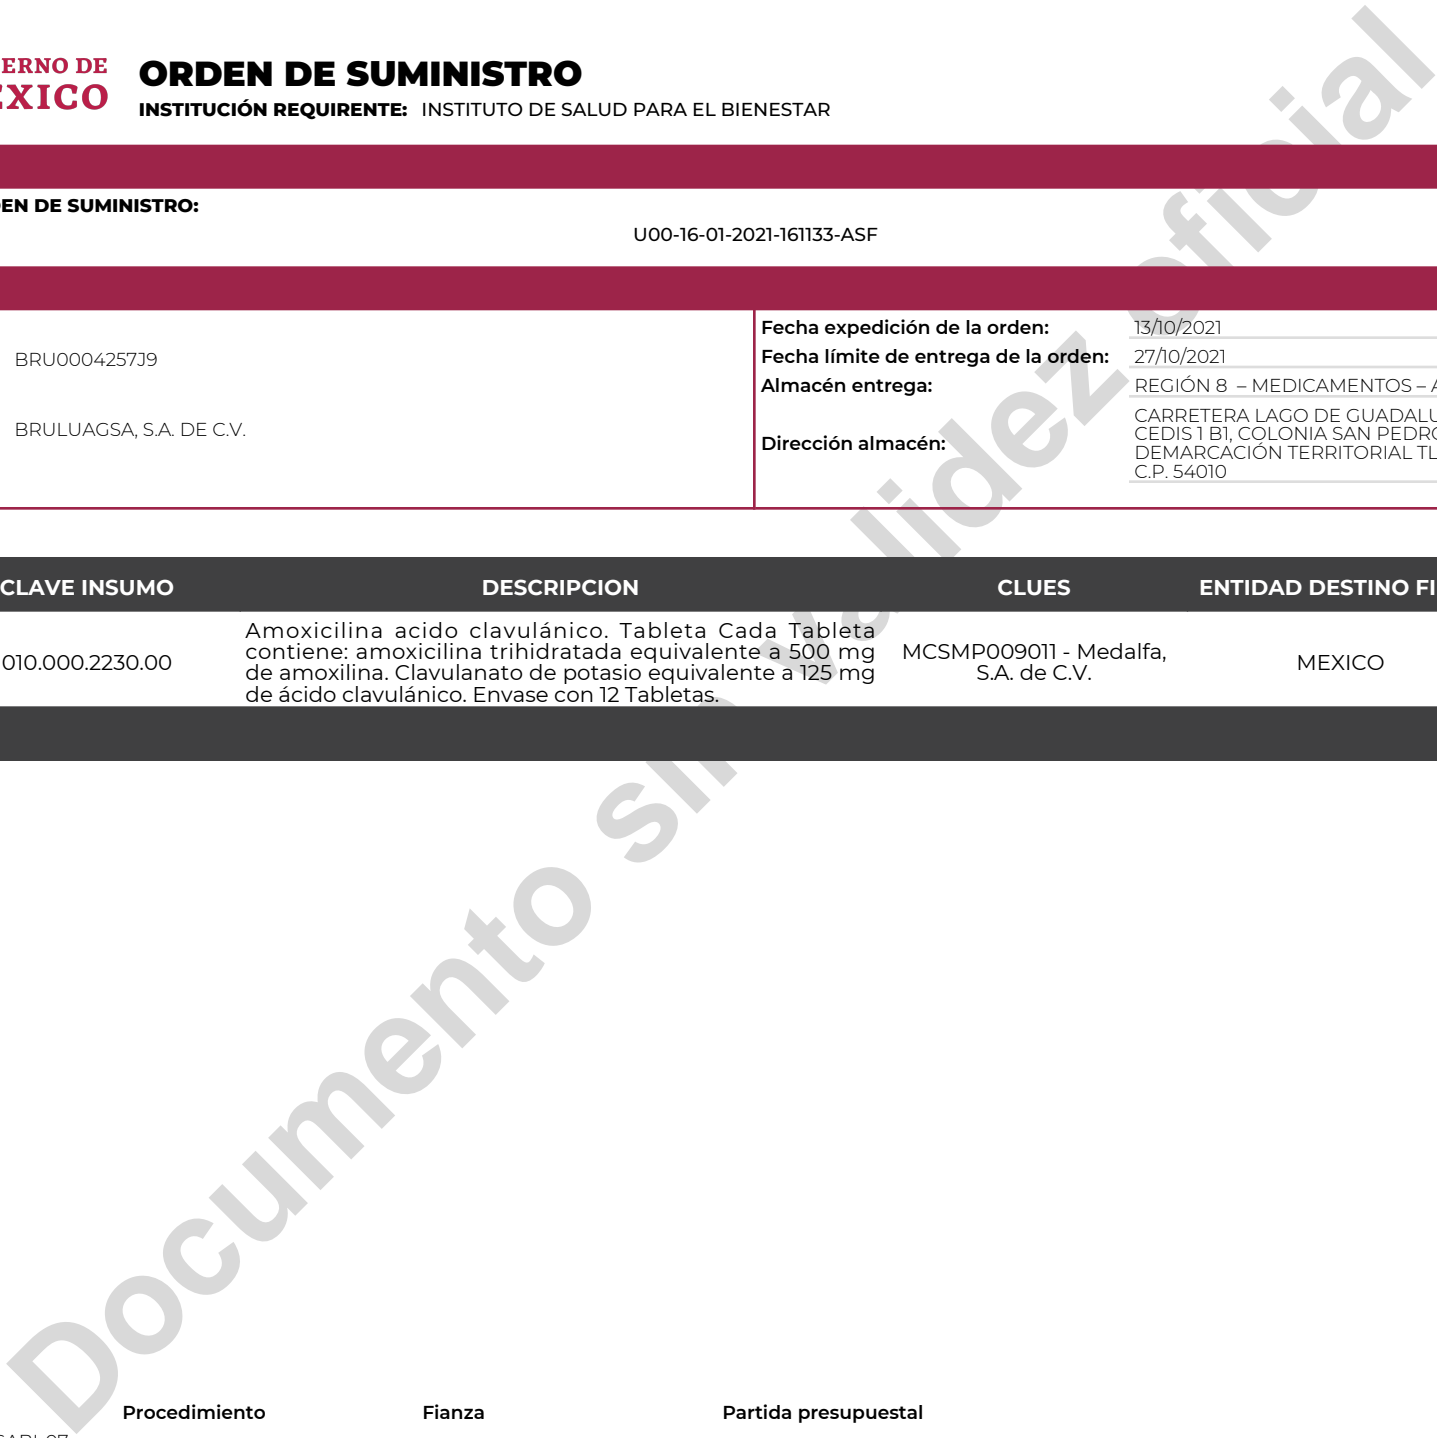 ERNO DE
EXICO
ORDEN DE SUMINISTRO
INSTITUCIÓN REQUIRENTE: INSTITUTO DE SALUD PARA EL BIENESTAR
EN DE SUMINISTRO:
U00-16-01-2021-161133-ASF
BRU0004257J9
BRULUAGSA, S.A. DE C.V.
Fecha expedición de la orden: 13/10/2021
Fecha límite de entrega de la orden: 27/10/2021
Almacén entrega: REGIÓN 8 – MEDICAMENTOS – A
Dirección almacén:
CARRETERA LAGO DE GUADALU
CEDIS 1 B1, COLONIA SAN PEDRO
DEMARCACIÓN TERRITORIAL TL
C.P. 54010
CLAVE INSUMO DESCRIPCION CLUES ENTIDAD DESTINO FI
010.000.2230.00
Amoxicilina acido clavulánico. Tableta Cada Tableta
contiene: amoxicilina trihidratada equivalente a 500 mg
de amoxilina. Clavulanato de potasio equivalente a 125 mg
de ácido clavulánico. Envase con 12 Tabletas.
MCSMP009011 - Medalfa,
S.A. de C.V.
MEXICO
Documento sin validez oficial
Procedimiento Fianza Partida presupuestal